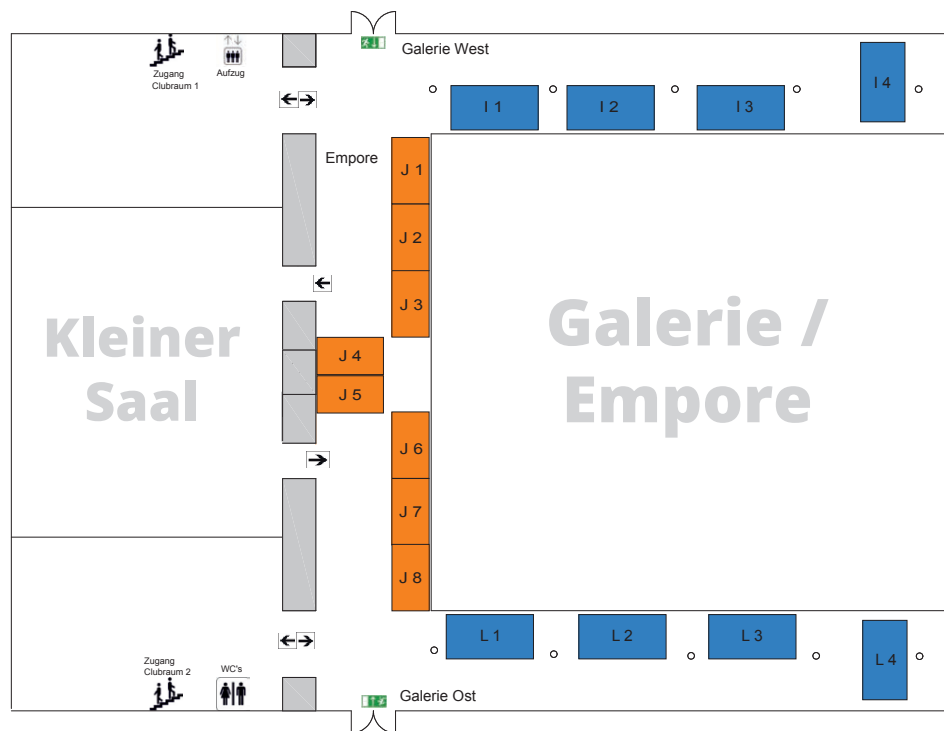 Galerie West
Zugang
Clubraum 1
Aufzug
I 1
I 2
I 3
I 4
Empore
J 1
J 2
J 3
Kleiner
Saal
Galerie /
Empore
J 4
J 5
J 6
J 7
J 8
L 1
L 2
L 3
L 4
Zugang
Clubraum 2
WC's
Galerie Ost